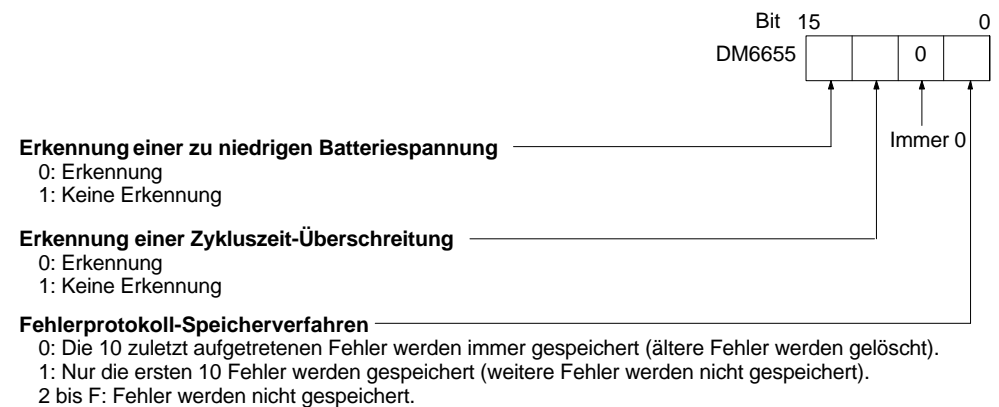 Bit 15 0
DM6655 0
Immer 0
Erkennung einer zu niedrigen Batteriespannung
0: Erkennung
1: Keine Erkennung
Erkennung einer Zykluszeit-Überschreitung
0: Erkennung
1: Keine Erkennung
Fehlerprotokoll-Speicherverfahren
0: Die 10 zuletzt aufgetretenen Fehler werden immer gespeichert (ältere Fehler werden gelöscht).
1: Nur die ersten 10 Fehler werden gespeichert (weitere Fehler werden nicht gespeichert).
2 bis F: Fehler werden nicht gespeichert.